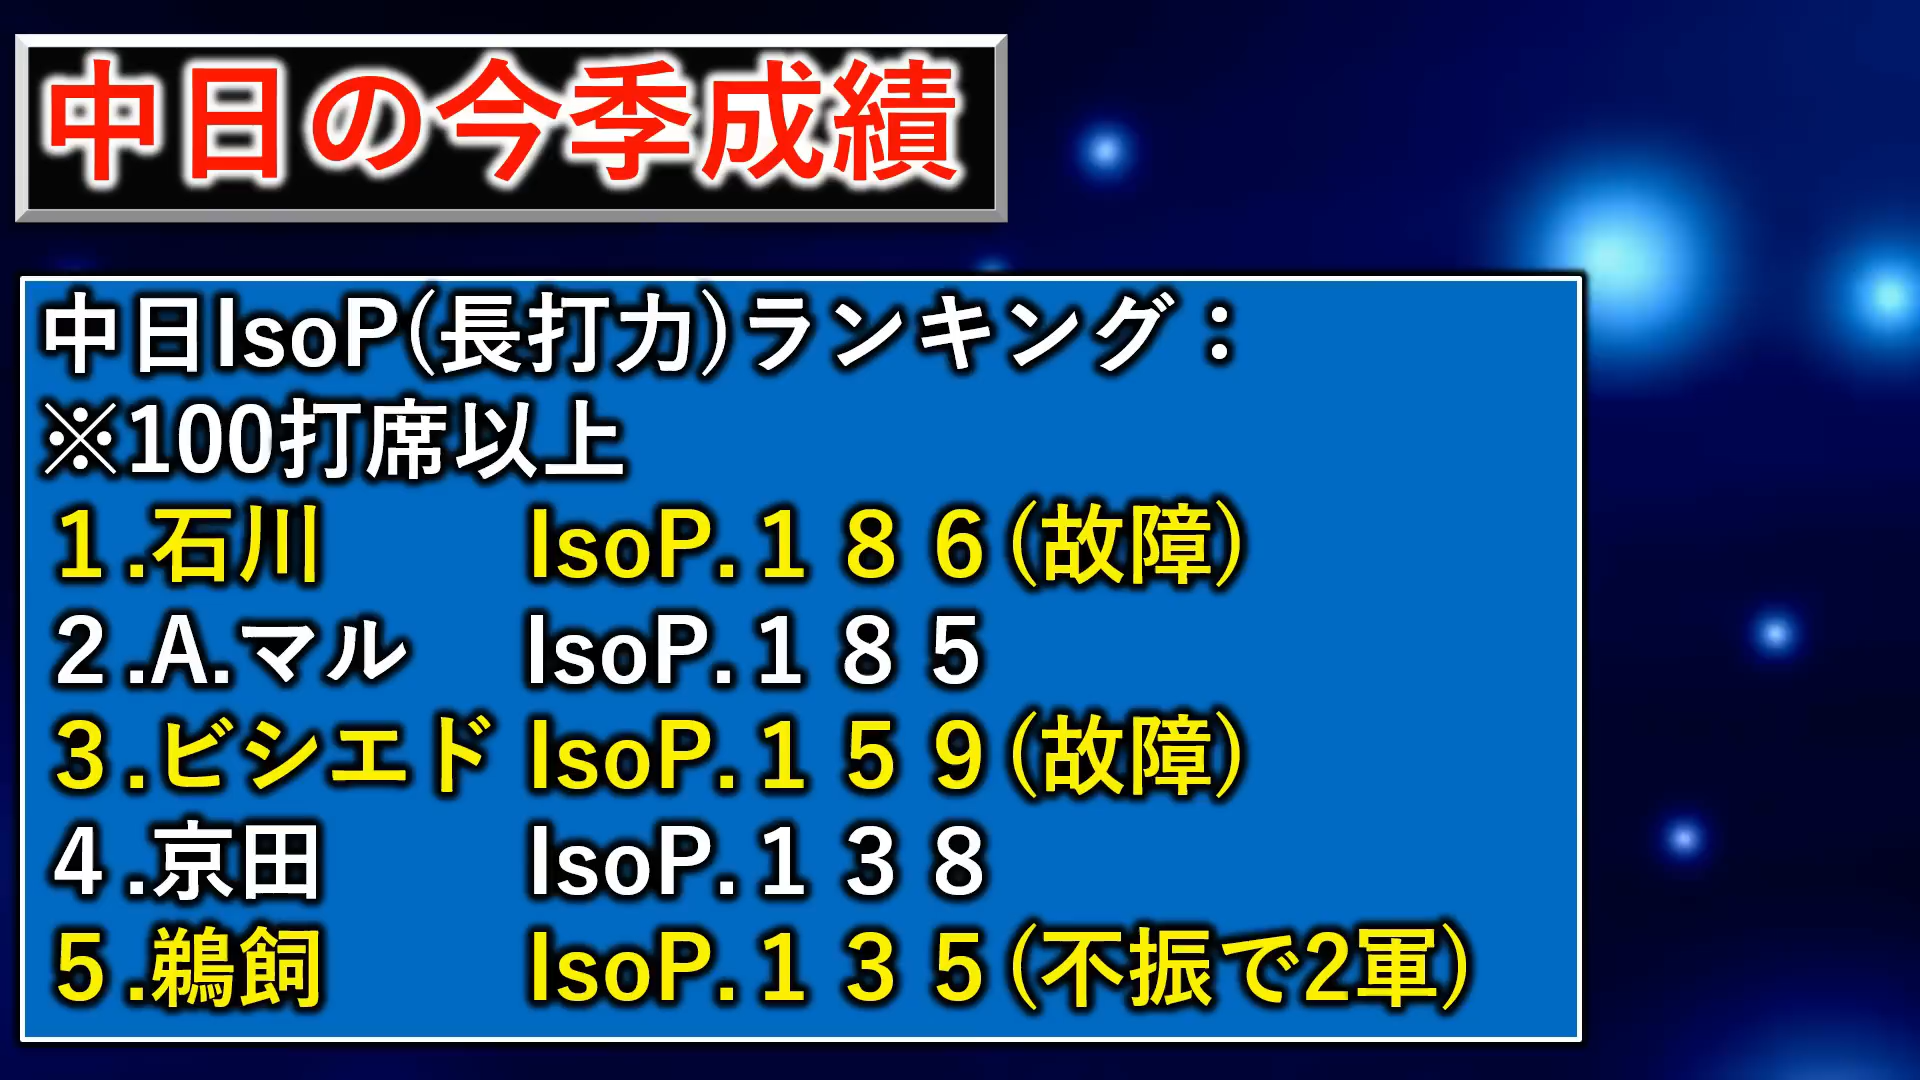 中日の今季成績
中日IsoP(長打力)ランキング：
※100打席以上
１.石川 IsoP.１８６(故障)
２.A.マル IsoP.１８５
３.ビシエド IsoP.１５９(故障)
４.京田 IsoP.１３８
５.鵜飼 IsoP.１３５(不振で2軍)